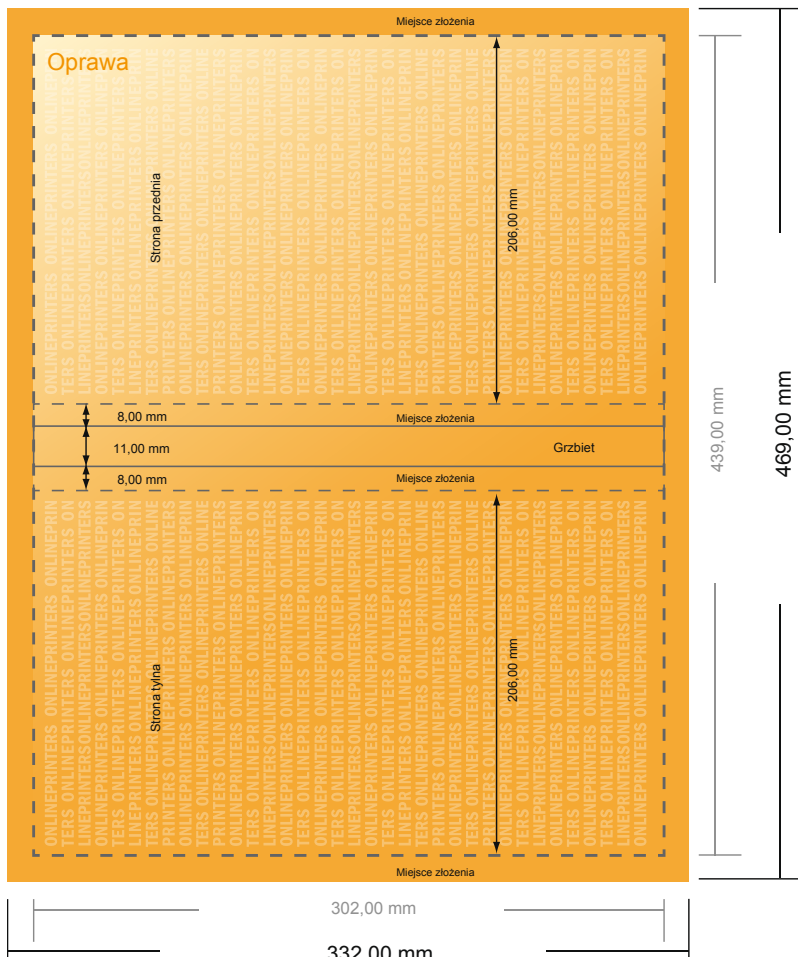 Miejsce złożenia
Oprawa
Strona przednia
206,00 mm
8,00 mm
Miejsce złożenia
11,00 mm
Grzbiet
8,00 mm
Miejsce złożenia
Strona tylna
206,00 mm
Miejsce złożenia
439,00 mm
469,00 mm
302,00 mm
332,00 mm